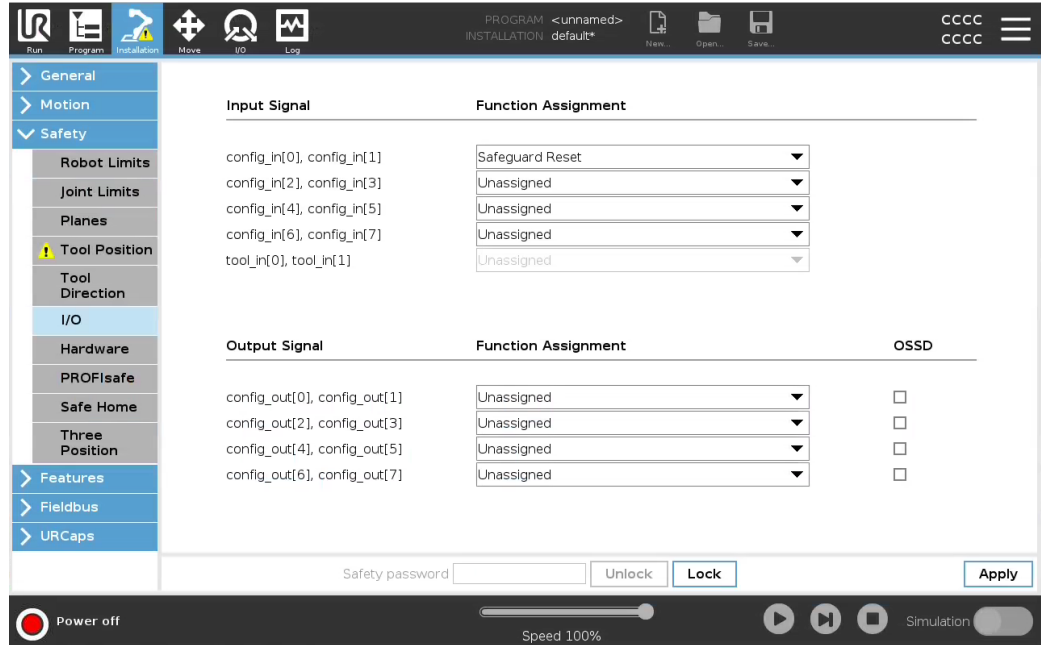 PROGRAM <unnamed>
INSTALLATION default*
CCCC
CCCC
Run Program Installation Move I/O Log New... Open... Save...
General
Motion
Safety
Robot Limits
Joint Limits
Planes
Tool Position
Tool
Direction
I/O
Hardware
PROFIsafe
Safe Home
Three
Position
Features
Fieldbus
URCaps
Input Signal Function Assignment
config_in[0], config_in[1] Safeguard Reset
config_in[2], config_in[3] Unassigned
config_in[4], config_in[5] Unassigned
config_in[6], config_in[7] Unassigned
tool_in[0], tool_in[1] Unassigned
Output Signal Function Assignment OSSD
config_out[0], config_out[1] Unassigned
config_out[2], config_out[3] Unassigned
config_out[4], config_out[5] Unassigned
config_out[6], config_out[7] Unassigned
Safety password Unlock Lock Apply
Power off
Speed 100%
Simulation